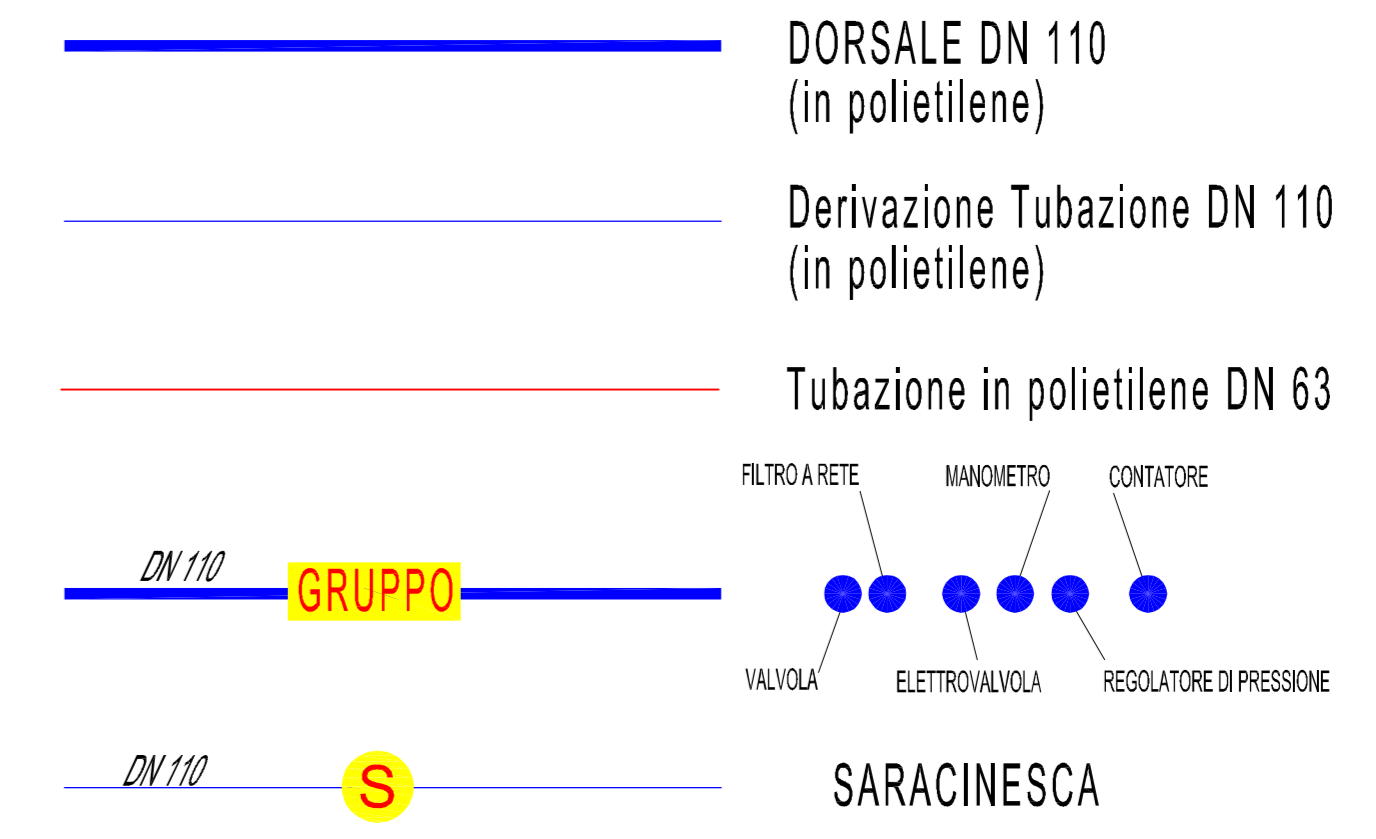 DORSALE DN 110
(in polietilene)
Derivazione Tubazione DN 110
(in polietilene)
Tubazione in polietilene DN 63
FILTRO A RETE
MANOMETRO
CONTATORE
DN 110
GRUPPO
VALVOLA
ELETTROVALVOLA
REGOLATORE DI PRESSIONE
DN 110
S
SARACINESCA